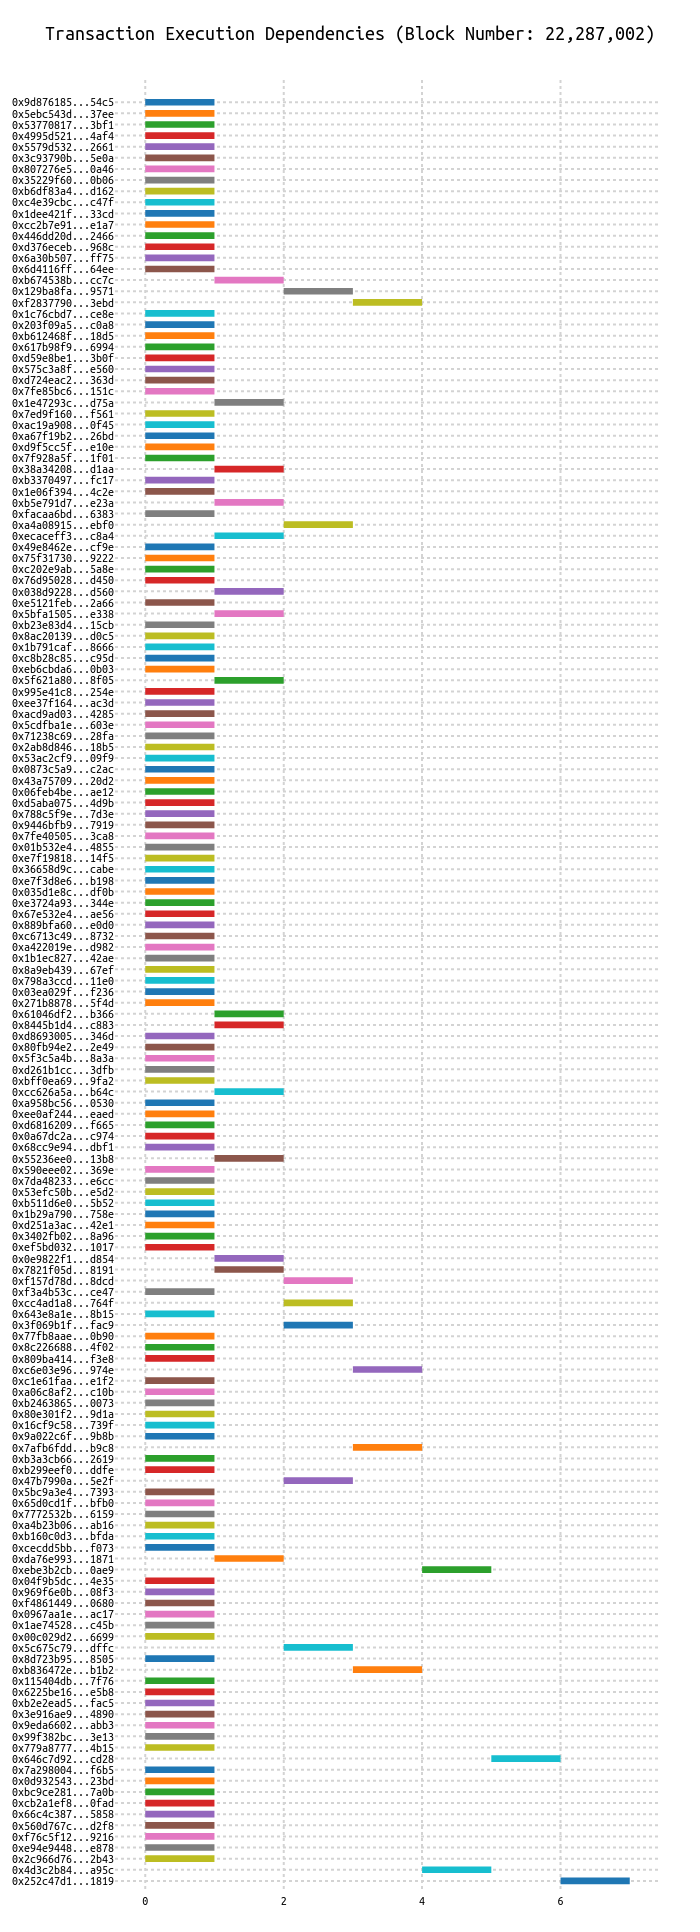 Transaction Execution Dependencies (Block Number: 22,287,002)
0x9d876185...54c5
0x5ebc543d...37ee
0x53770817...3bf1
0x4995d521...4af4
0x5579d532...2661
0x3c93790b...5e0a
0x807276e5...0a46
0x35229f60...0b06
0xb6df83a4...d162
0xc4e39cbc...c47f
0x1dee421f...33cd
0xcc2b7e91...e1a7
0x446dd20d...2466
0xd376eceb...968c
0x6a30b507...ff75
0x6d4116ff...64ee
0xb674538b...cc7c
0x129ba8fa...9571
0xf2837790...3ebd
0x1c76cbd7...ce8e
0x203f09a5...c0a8
0xb612468f...18d5
0x617b98f9...6994
0xd59e8be1...3b0f
0x575c3a8f...e560
0xd724eac2...363d
0x7fe85bc6...151c
0x1e47293c...d75a
0x7ed9f160...f561
0xac19a908...0f45
0xa67f19b2...26bd
0xd9f5cc5f...e10e
0x7f928a5f...1f01
0x38a34208...d1aa
0xb3370497...fc17
0x1e06f394...4c2e
0xb5e791d7...e23a
0xfacaa6bd...6383
0xa4a08915...ebf0
0xecaceff3...c8a4
0x49e8462e...cf9e
0x75f31730...9222
0xc202e9ab...5a8e
0x76d95028...d450
0x038d9228...d560
0xe5121feb...2a66
0x5bfa1505...e338
0xb23e83d4...15cb
0x8ac20139...d0c5
0x1b791caf...8666
0xc8b28c85...c95d
0xeb6cbda6...0b03
0x5f621a80...8f05
0x995e41c8...254e
0xee37f164...ac3d
0xacd9ad03...4285
0x5cdfba1e...603e
0x71238c69...28fa
0x2ab8d846...18b5
0x53ac2cf9...09f9
0x0873c5a9...c2ac
0x43a75709...20d2
0x06feb4be...ae12
0xd5aba075...4d9b
0x788c5f9e...7d3e
0x9446bfb9...7919
0x7fe40505...3ca8
0x01b532e4...4855
0xe7f19818...14f5
0x36658d9c...cabe
0xe7f3d8e6...b198
0x035d1e8c...df0b
0xe3724a93...344e
0x67e532e4...ae56
0x889bfa60...e0d0
0xc6713c49...8732
0xa422019e...d982
0x1b1ec827...42ae
0x8a9eb439...67ef
0x798a3ccd...11e0
0x03ea029f...f236
0x271b8878...5f4d
0x61046df2...b366
0x8445b1d4...c883
0xd8693005...346d
0x80fb94e2...2e49
0x5f3c5a4b...8a3a
0xd261b1cc...3dfb
0xbff0ea69...9fa2
0xcc626a5a...b64c
0xa958bc56...0530
0xee0af244...eaed
0xd6816209...f665
0x0a67dc2a...c974
0x68cc9e94...dbf1
0x55236ee0...13b8
0x590eee02...369e
0x7da48233...e6cc
0x53efc50b...e5d2
0xb511d6e0...5b52
0x1b29a790...758e
0xd251a3ac...42e1
0x3402fb02...8a96
0xef5bd032...1017
0x0e9822f1...d854
0x7821f05d...8191
0xf157d78d...8dcd
0xf3a4b53c...ce47
0xcc4ad1a8...764f
0x643e8a1e...8b15
0x3f069b1f...fac9
0x77fb8aae...0b90
0x8c226688...4f02
0x809ba414...f3e8
0xc6e03e96...974e
0xc1e61faa...e1f2
0xa06c8af2...c10b
0xb2463865...0073
0x80e301f2...9d1a
0x16cf9c58...739f
0x9a022c6f...9b8b
0x7afb6fdd...b9c8
0xb3a3cb66...2619
0xb299eef0...ddfe
0x47b7990a...5e2f
0x5bc9a3e4...7393
0x65d0cd1f...bfb0
0x7772532b...6159
0xa4b23b06...ab16
0xb160c0d3...bfda
0xcecdd5bb...f073
0xda76e993...1871
0xebe3b2cb...0ae9
0x04f9b5dc...4e35
0x969f6e0b...08f3
0xf4861449...0680
0x0967aa1e...ac17
0x1ae74528...c45b
0x00c029d2...6699
0x5c675c79...dffc
0x8d723b95...8505
0xb836472e...b1b2
0x115404db...7f76
0x6225be16...e5b8
0xb2e2ead5...fac5
0x3e916ae9...4890
0x9eda6602...abb3
0x99f382bc...3e13
0x779a8777...4b15
0x646c7d92...cd28
0x7a298004...f6b5
0x0d932543...23bd
0xbc9ce281...7a0b
0xcb2a1ef8...0fad
0x66c4c387...5858
0x560d767c...d2f8
0xf76c5f12...9216
0xe94e9448...e878
0x2c966d76...2b43
0x4d3c2b84...a95c
0x252c47d1...1819
0 2 4 6